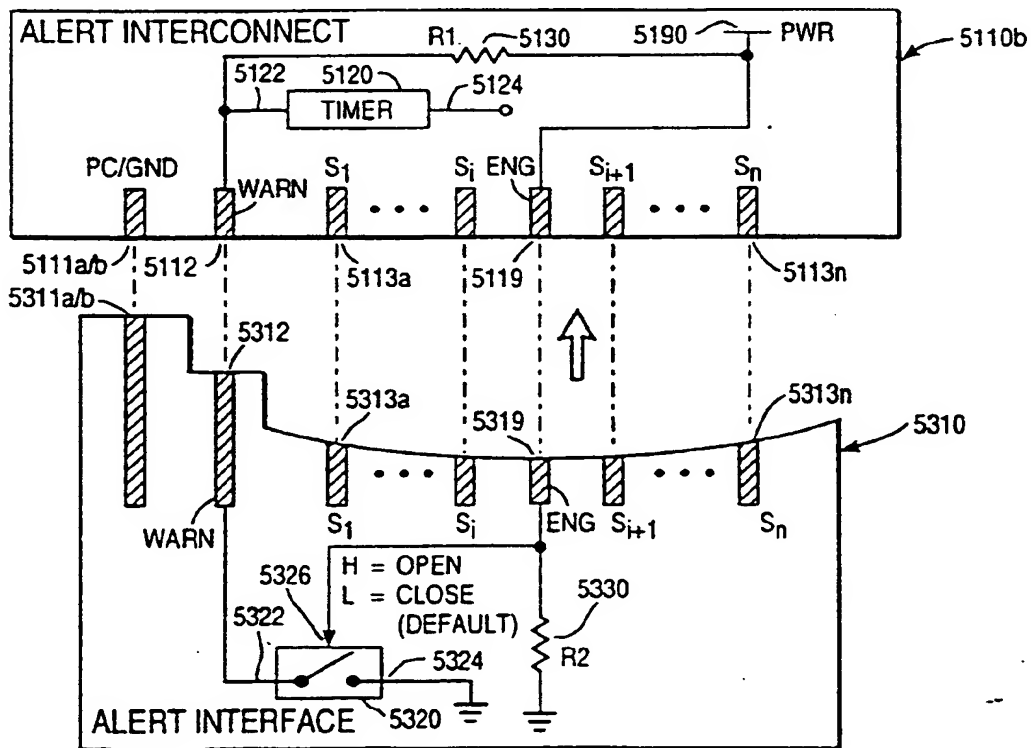 ALERT INTERCONNECT
R1 5130 5190 PWR 5110b
5122 5120 5124
TIMER
PC/GND WARN S1 Si ENG Si+1 Sn
5111a/b 5112 5113a 5119 5113n
5311a/b
5312
5313a 5319 5313n
5310
WARN S1 Si ENG Si+1 Sn
5326 H = OPEN
L = CLOSE
(DEFAULT)
5330
5322 5324 R2
5320
ALERT INTERFACE